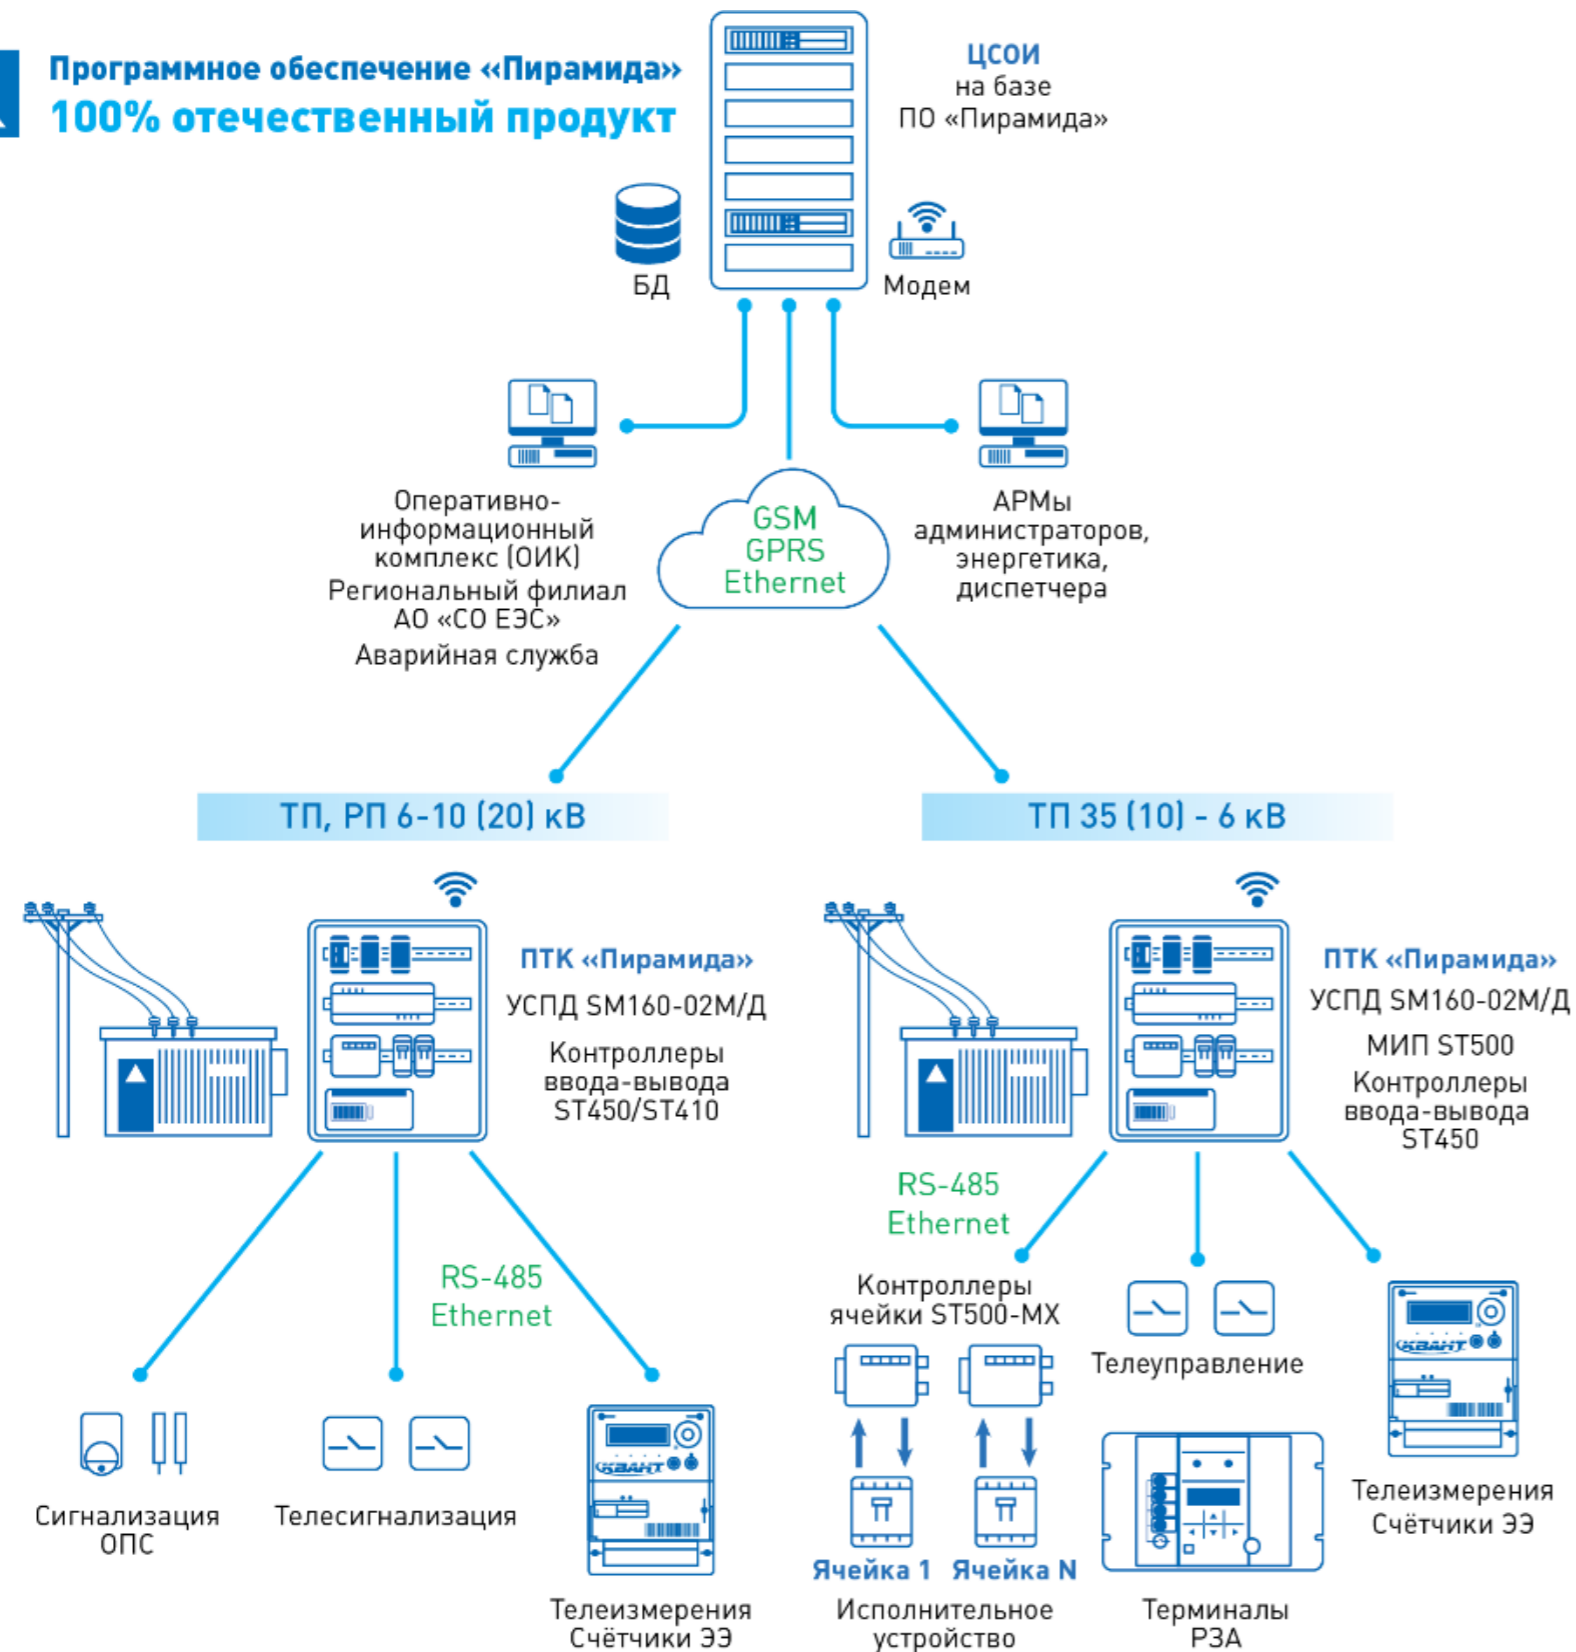 Программное обеспечение «Пирамида»
100% отечественный продукт
ЦСОИ
на базе
ПО «Пирамида»
БД
Модем
Оперативно-
информационный
комплекс (ОИК)
Региональный филиал
АО «СО ЕЭС»
Аварийная служба
GSM
GPRS
Ethernet
АРМы
администраторов,
энергетика,
диспетчера
ТП, РП 6-10 (20) кВ
ПТК «Пирамида»
УСПД SM160-02М/Д
Контроллеры
ввода-вывода
ST450/ST410
RS-485
Ethernet
Сигнализация
ОПС
Телесигнализация
КВАНТ
Телеизмерения
Счётчики ЭЭ
ТП 35 (10) - 6 кВ
ПТК «Пирамида»
УСПД SM160-02М/Д
МИП ST500
Контроллеры
ввода-вывода
ST450
RS-485
Ethernet
Контроллеры
ячейки ST500-MX
Ячейка 1
Ячейка N
Исполнительное
устройство
Телеуправление
Терминалы
РЗА
КВАНТ
Телеизмерения
Счётчики ЭЭ